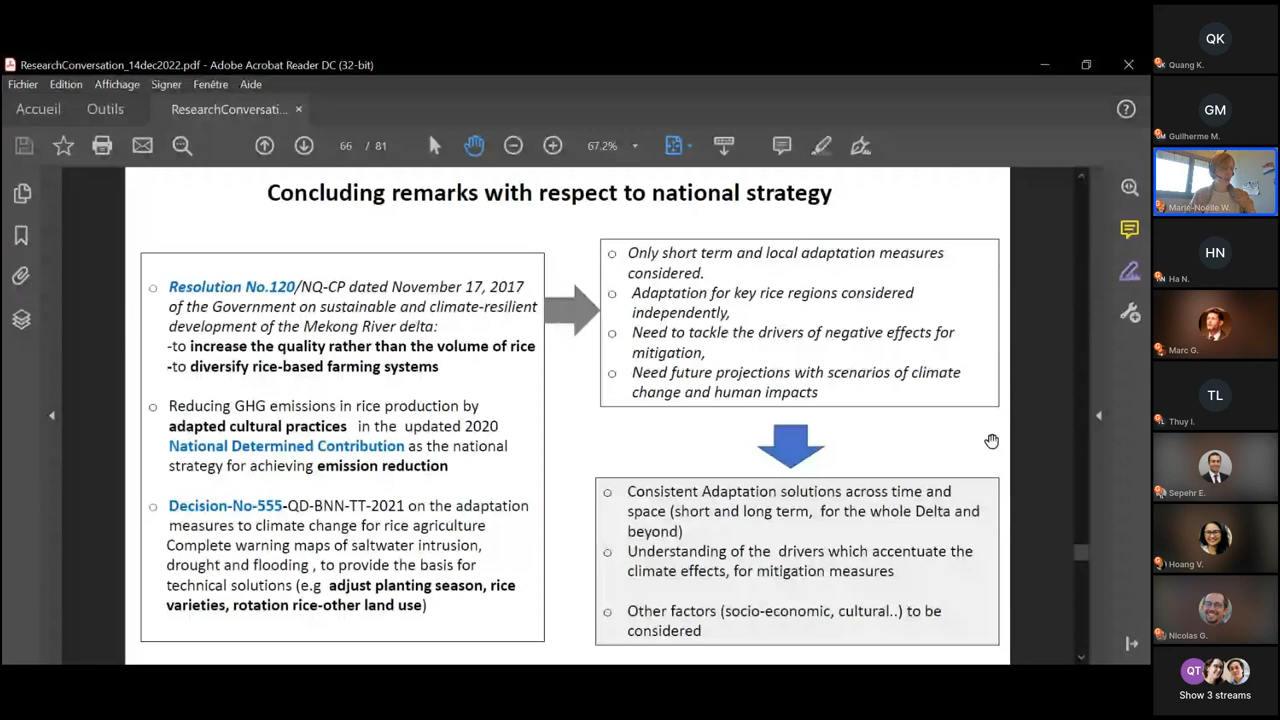 QK
Quang K.
ResearchConversation_14dec2022.pdf - Adobe Acrobat Reader DC (32-bit)
Fichier Edition Affichage Signer Fenêtre Aide
GM
Guilherme M.
Accueil Outils ResearchConversati... ×
66 / 81 67.2%
Marie-Noëlle W.
Concluding remarks with respect to national strategy
○ Resolution No.120/NQ-CP dated November 17, 2017
of the Government on sustainable and climate-resilient
development of the Mekong River delta:
-to increase the quality rather than the volume of rice
-to diversify rice-based farming systems
○ Reducing GHG emissions in rice production by
adapted cultural practices in the updated 2020
National Determined Contribution as the national
strategy for achieving emission reduction
○ Decision-No-555-QD-BNN-TT-2021 on the adaptation
measures to climate change for rice agriculture
Complete warning maps of saltwater intrusion,
drought and flooding , to provide the basis for
technical solutions (e.g adjust planting season, rice
varieties, rotation rice-other land use)
○ Only short term and local adaptation measures
considered.
○ Adaptation for key rice regions considered
independently,
○ Need to tackle the drivers of negative effects for
mitigation,
○ Need future projections with scenarios of climate
change and human impacts
○ Consistent Adaptation solutions across time and
space (short and long term, for the whole Delta and
beyond)
○ Understanding of the drivers which accentuate the
climate effects, for mitigation measures
○ Other factors (socio-economic, cultural..) to be
considered
HN
Ha N.
Marc G.
TL
Thuy l.
Sepehr E.
Hoang V.
Nicolas G.
QT
Show 3 streams